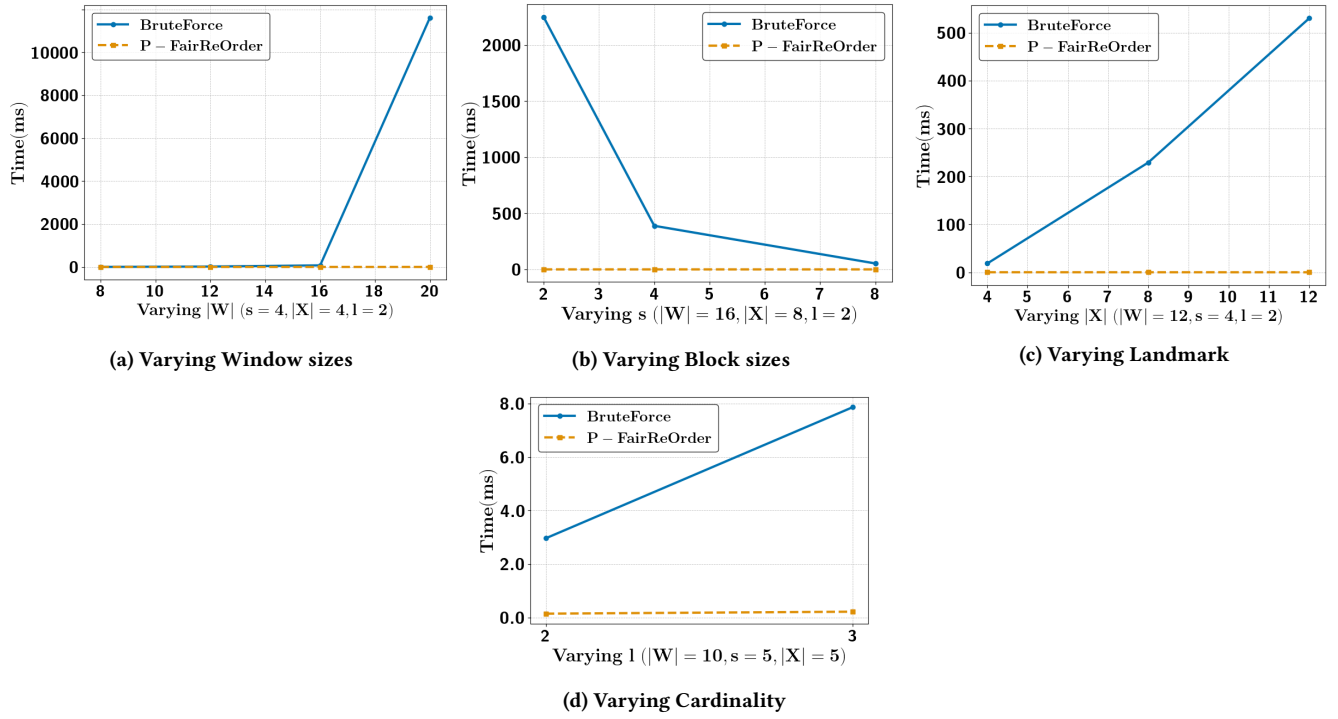 BruteForce
P – FairReOrder
Time(ms)
10000
8000
6000
4000
2000
0
8 10 12 14 16 18 20
Varying |W| (s = 4, |X| = 4, l = 2)
(a) Varying Window sizes
BruteForce
P – FairReOrder
Time(ms)
2000
1500
1000
500
0
2 3 4 5 6 7 8
Varying s (|W| = 16, |X| = 8, l = 2)
(b) Varying Block sizes
BruteForce
P – FairReOrder
Time(ms)
500
400
300
200
100
0
4 5 6 7 8 9 10 11 12
Varying |X| (|W| = 12, s = 4, l = 2)
(c) Varying Landmark
BruteForce
P – FairReOrder
Time(ms)
8.0
6.0
4.0
2.0
0.0
2 3
Varying l (|W| = 10, s = 5, |X| = 5)
(d) Varying Cardinality